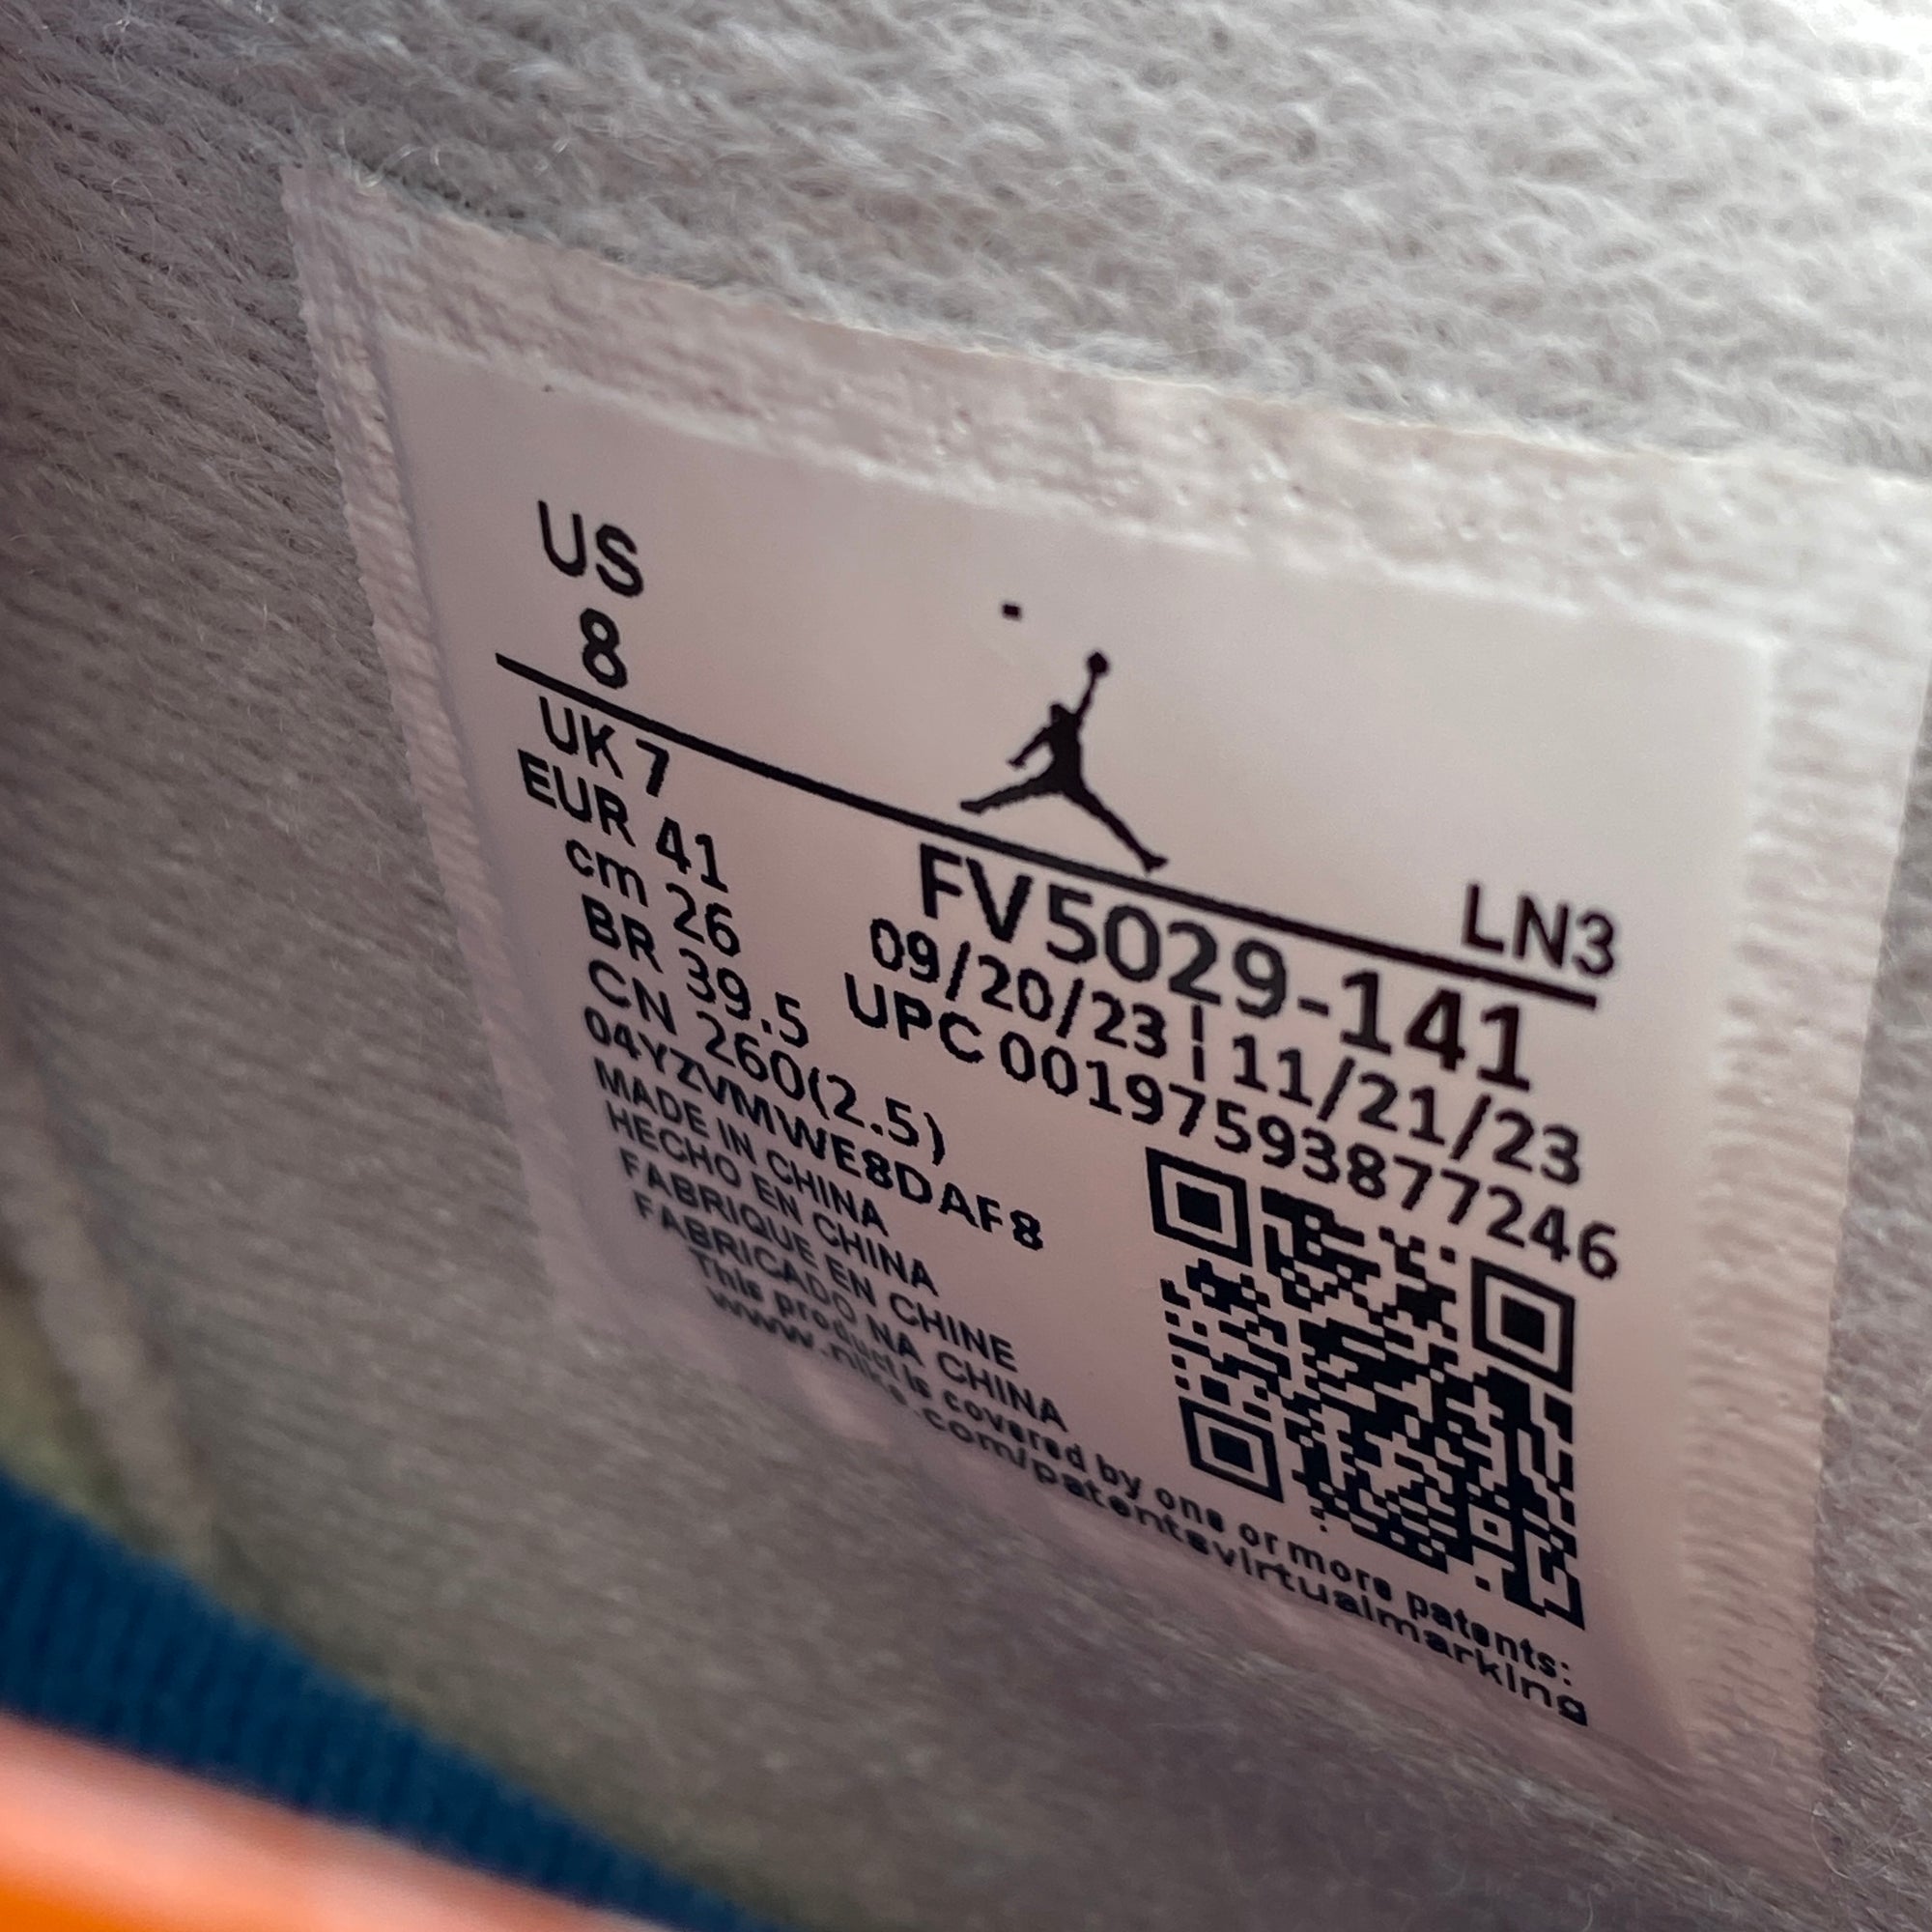 US
8
LN3
UK 7
EUR 41
cm 26
BR 39.5
CN 260(2.5)
04YZVMWE8DAF8
MADE IN CHINA
HECHO EN CHINA
FABRIQUE EN CHINE
FABRICADO NA CHINA
FV5029-141
09/20/23 ¦ 11/21/23
UPC 00197593877246
This product is covered by one or more patents:
www.nike.com/patentsvirtualmarking